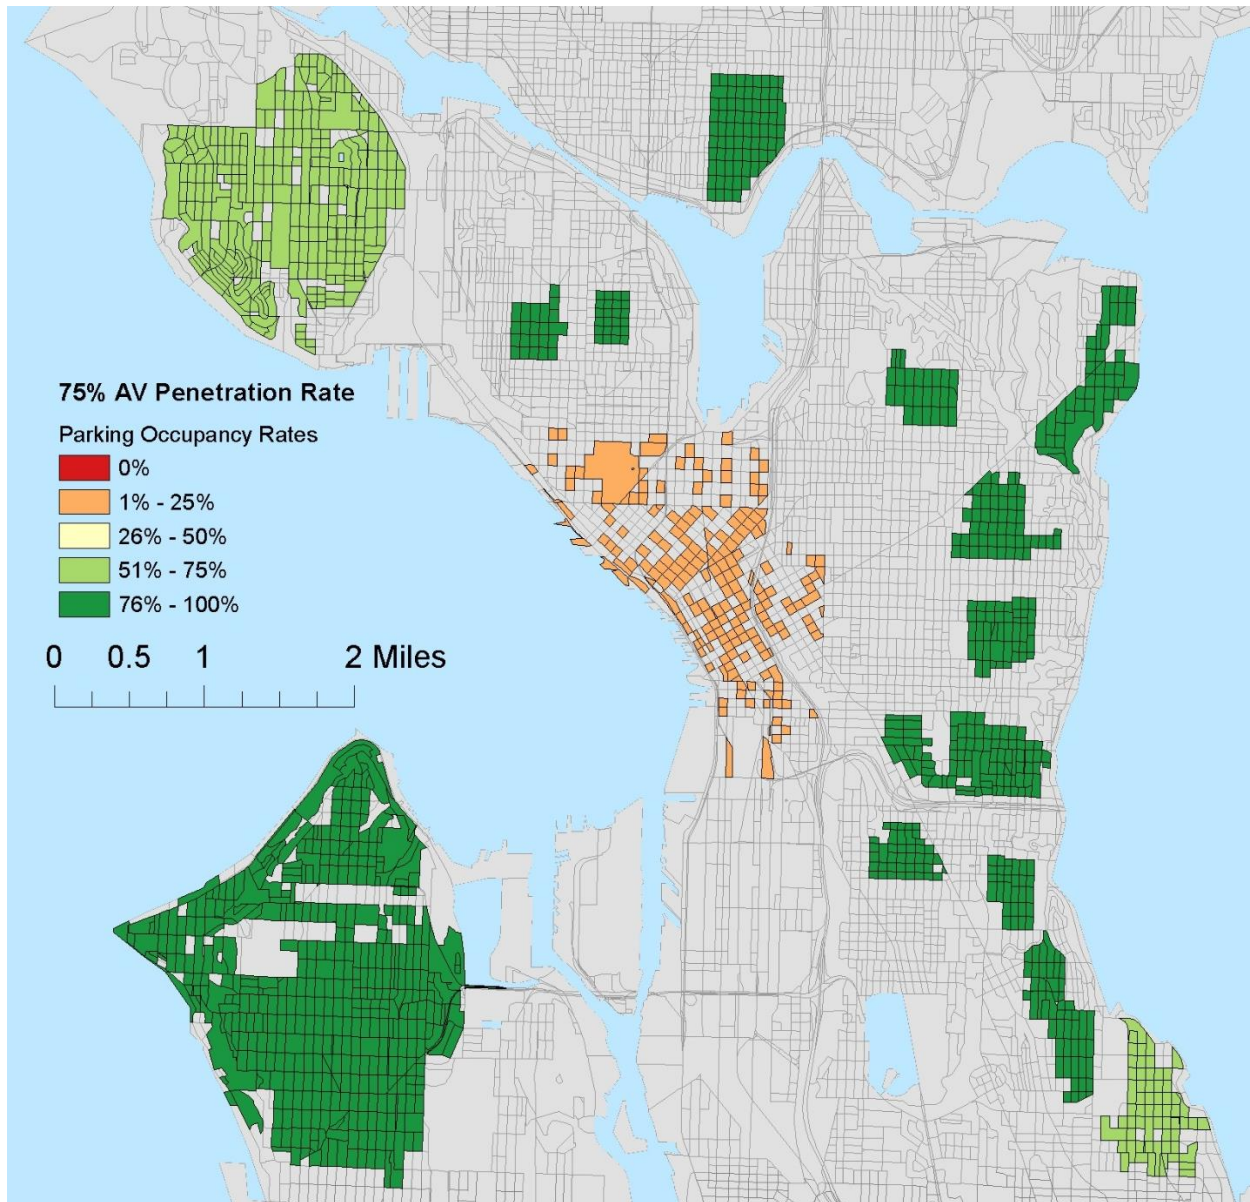 75% AV Penetration Rate
Parking Occupancy Rates
0%
1% - 25%
26% - 50%
51% - 75%
76% - 100%
0 0.5 1 2 Miles